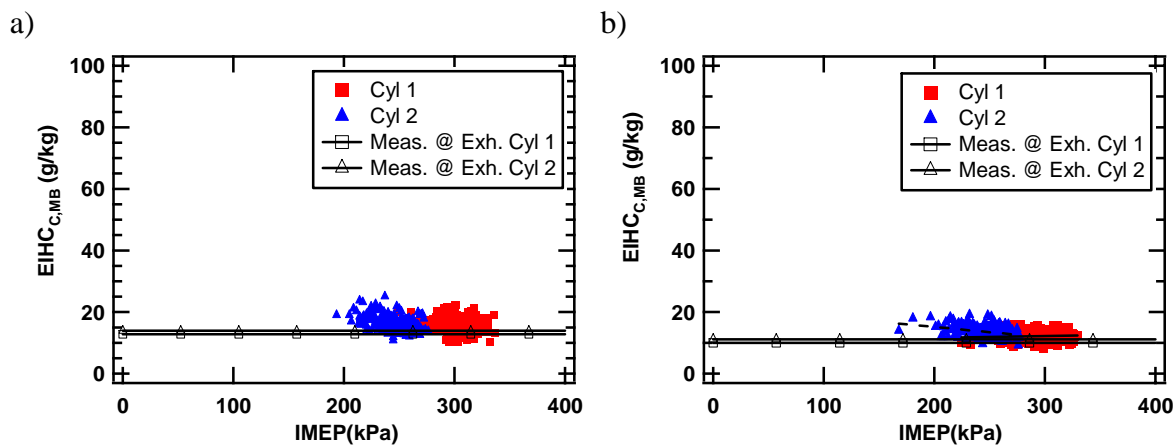 a)
EIHC_C,MB (g/kg)
100
80
60
40
20
0
Cyl 1
Cyl 2
Meas. @ Exh. Cyl 1
Meas. @ Exh. Cyl 2
0 100 200 300 400
IMEP(kPa)
b)
EIHC_C,MB (g/kg)
100
80
60
40
20
0
Cyl 1
Cyl 2
Meas. @ Exh. Cyl 1
Meas. @ Exh. Cyl 2
0 100 200 300 400
IMEP(kPa)